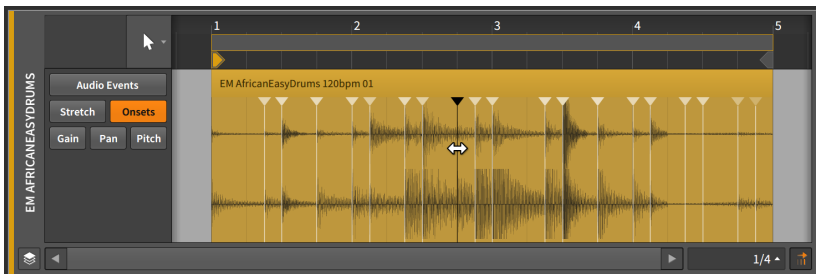 1 2 3 4 5
EM AFRICANEASYDRUMS
EM AfricanEasyDrums 120bpm 01
Audio Events
Stretch Onsets
Gain Pan Pitch
1/4